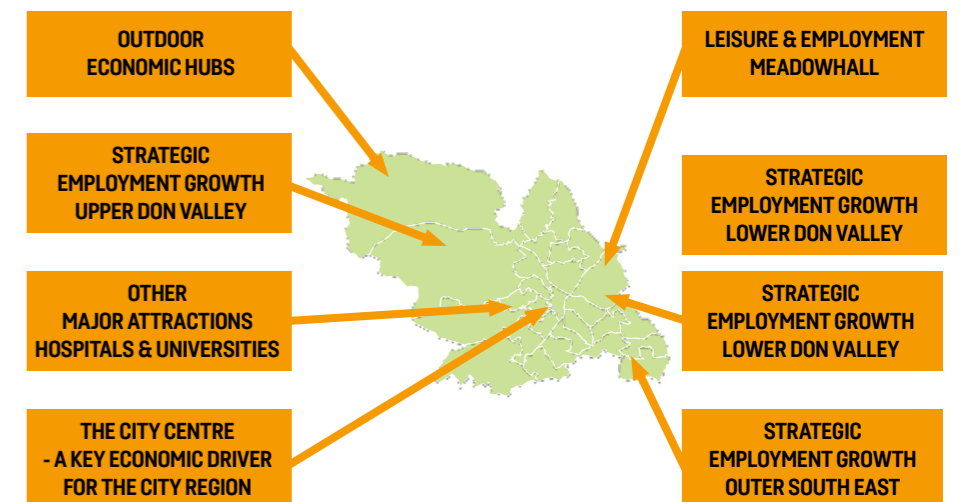 OUTDOOR
ECONOMIC HUBS
STRATEGIC
EMPLOYMENT GROWTH
UPPER DON VALLEY
OTHER
MAJOR ATTRACTIONS
HOSPITALS & UNIVERSITIES
THE CITY CENTRE
- A KEY ECONOMIC DRIVER
FOR THE CITY REGION
LEISURE & EMPLOYMENT
MEADOWHALL
STRATEGIC
EMPLOYMENT GROWTH
LOWER DON VALLEY
STRATEGIC
EMPLOYMENT GROWTH
LOWER DON VALLEY
STRATEGIC
EMPLOYMENT GROWTH
OUTER SOUTH EAST